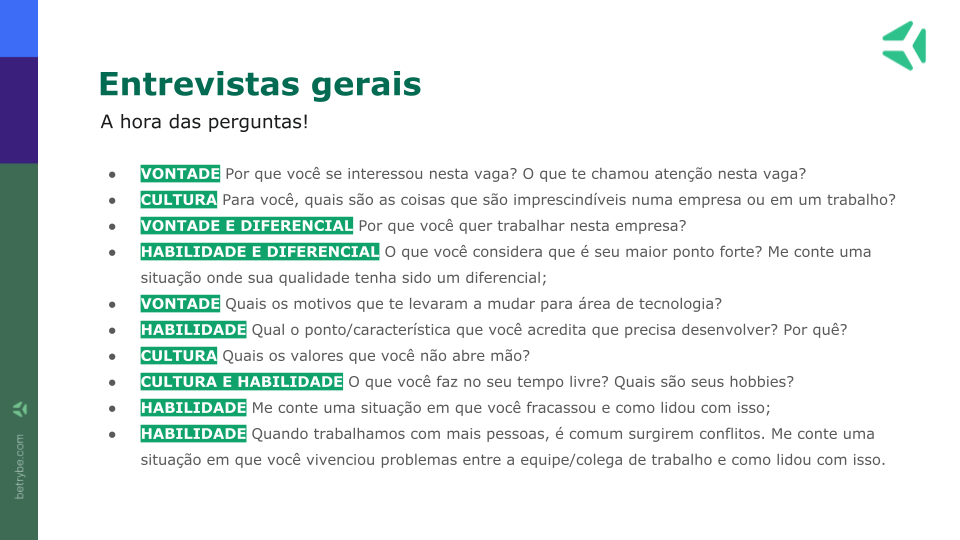 Entrevistas gerais
A hora das perguntas!
● VONTADE Por que você se interessou nesta vaga? O que te chamou atenção nesta vaga?
● CULTURA Para você, quais são as coisas que são imprescindíveis numa empresa ou em um trabalho?
● VONTADE E DIFERENCIAL Por que você quer trabalhar nesta empresa?
● HABILIDADE E DIFERENCIAL O que você considera que é seu maior ponto forte? Me conte uma
situação onde sua qualidade tenha sido um diferencial;
● VONTADE Quais os motivos que te levaram a mudar para área de tecnologia?
● HABILIDADE Qual o ponto/característica que você acredita que precisa desenvolver? Por quê?
● CULTURA Quais os valores que você não abre mão?
● CULTURA E HABILIDADE O que você faz no seu tempo livre? Quais são seus hobbies?
● HABILIDADE Me conte uma situação em que você fracassou e como lidou com isso;
● HABILIDADE Quando trabalhamos com mais pessoas, é comum surgirem conflitos. Me conte uma
situação em que você vivenciou problemas entre a equipe/colega de trabalho e como lidou com isso.
betrybe.com